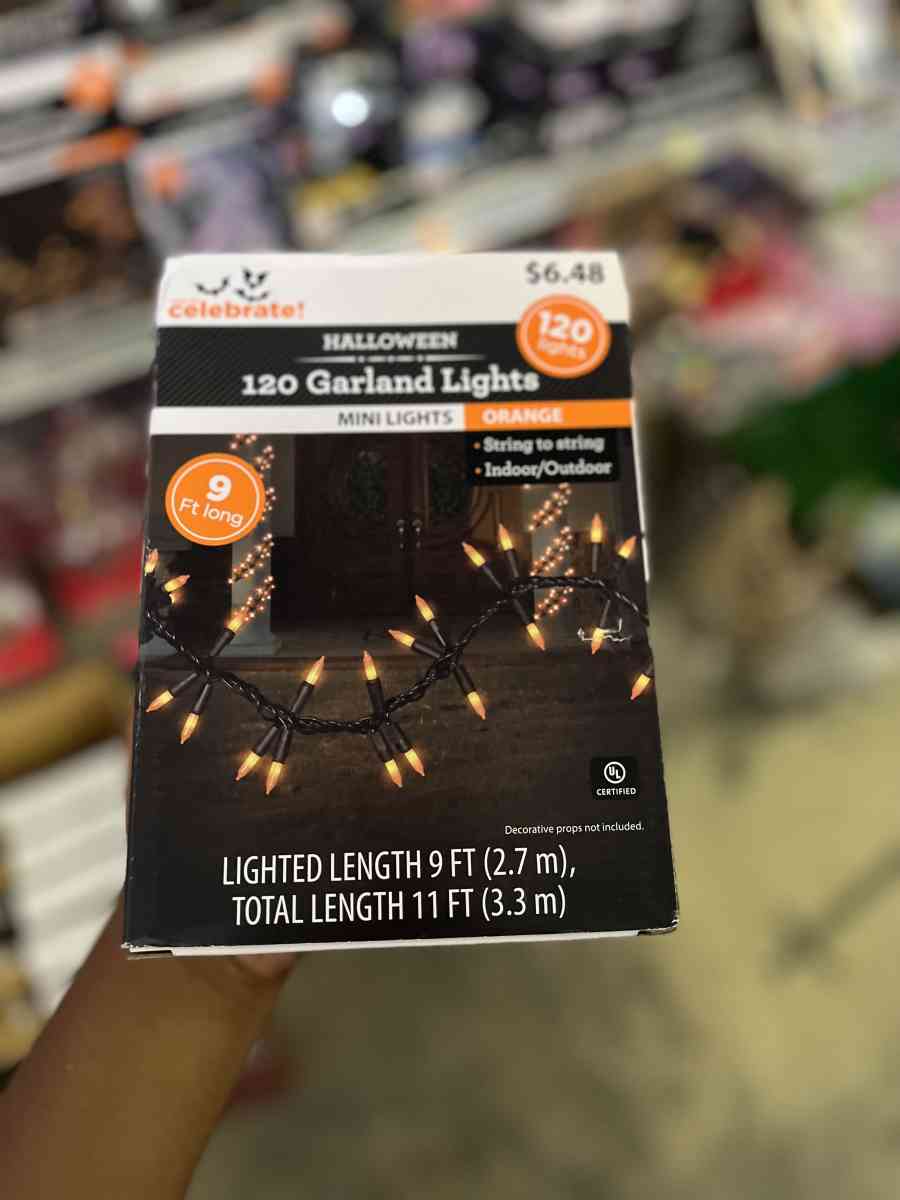 celebrate!
$6.48
120
lights
HALLOWEEN
120 Garland Lights
MINI LIGHTS
ORANGE
• String to string
• Indoor/Outdoor
9
Ft long
UL
CERTIFIED
Decorative props not included.
LIGHTED LENGTH 9 FT (2.7 m),
TOTAL LENGTH 11 FT (3.3 m)